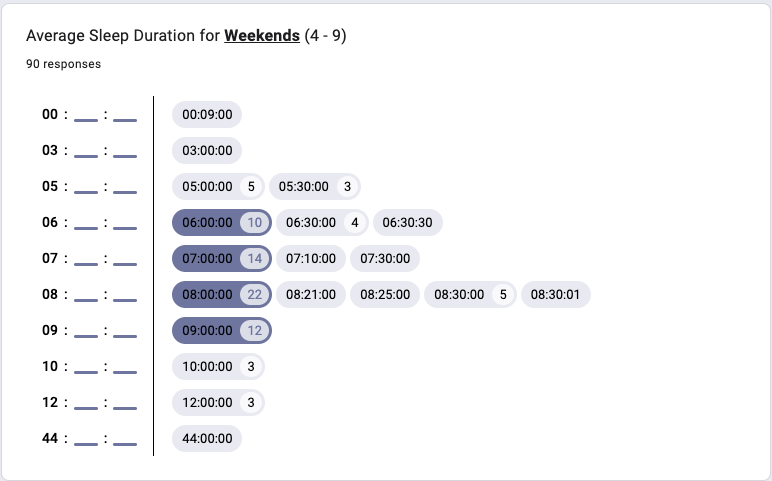 Average Sleep Duration for Weekends (4 - 9)
90 responses
00 : __ : __ 00:09:00
03 : __ : __ 03:00:00
05 : __ : __ 05:00:00 5 05:30:00 3
06 : __ : __ 06:00:00 10 06:30:00 4 06:30:30
07 : __ : __ 07:00:00 14 07:10:00 07:30:00
08 : __ : __ 08:00:00 22 08:21:00 08:25:00 08:30:00 5 08:30:01
09 : __ : __ 09:00:00 12
10 : __ : __ 10:00:00 3
12 : __ : __ 12:00:00 3
44 : __ : __ 44:00:00